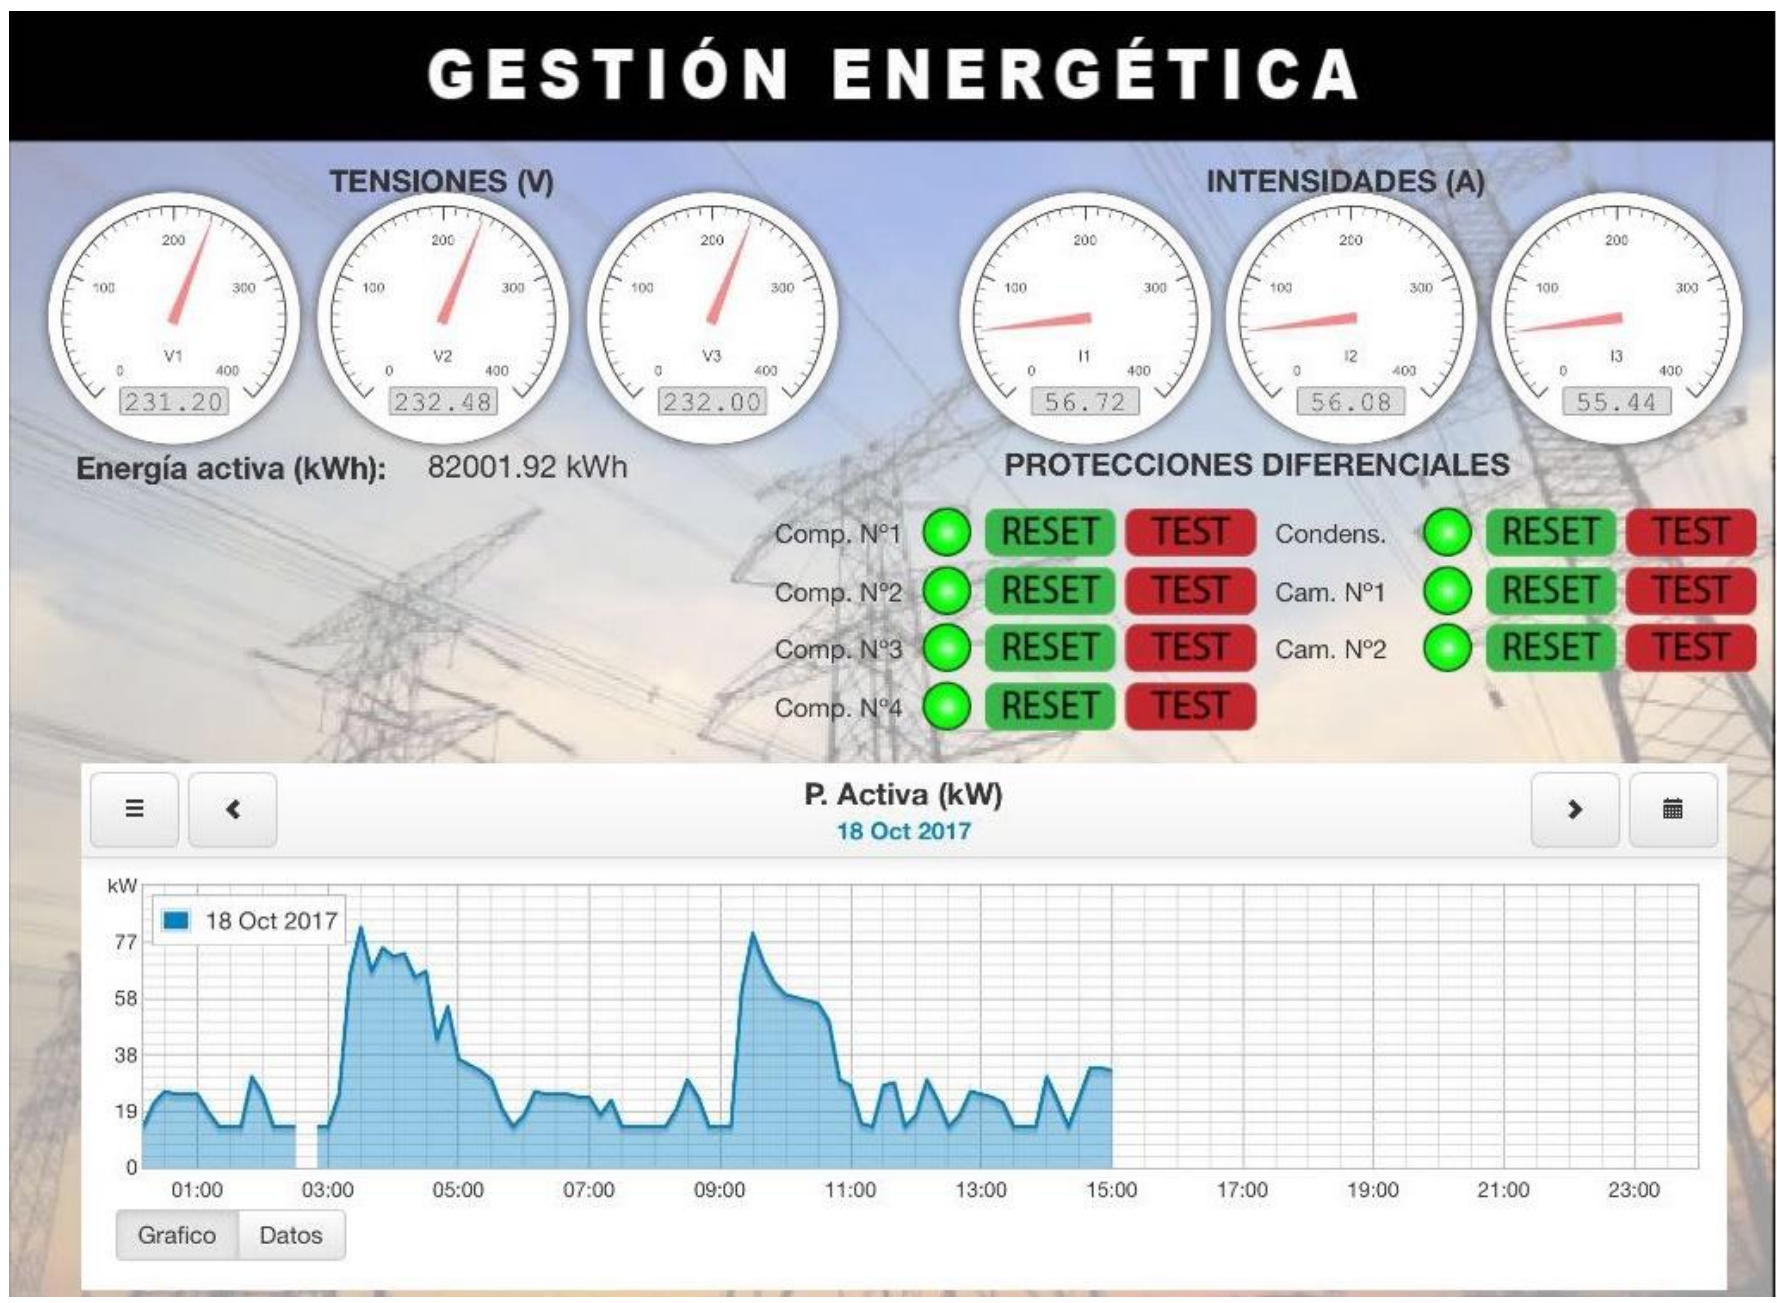 GESTIÓN ENERGÉTICA
TENSIONES (V)
INTENSIDADES (A)
0 100 200 300 400
V1
231.20
0 100 200 300 400
V2
232.48
0 100 200 300 400
V3
232.00
0 100 200 300 400
I1
56.72
0 100 200 300 400
I2
56.08
0 100 200 300 400
I3
55.44
Energía activa (kWh): 82001.92 kWh
PROTECCIONES DIFERENCIALES
Comp. Nº1 RESET TEST Condens. RESET TEST
Comp. Nº2 RESET TEST Cam. Nº1 RESET TEST
Comp. Nº3 RESET TEST Cam. Nº2 RESET TEST
Comp. Nº4 RESET TEST
P. Activa (kW)
18 Oct 2017
kW
18 Oct 2017
77
58
38
19
0
01:00 03:00 05:00 07:00 09:00 11:00 13:00 15:00 17:00 19:00 21:00 23:00
Grafico Datos